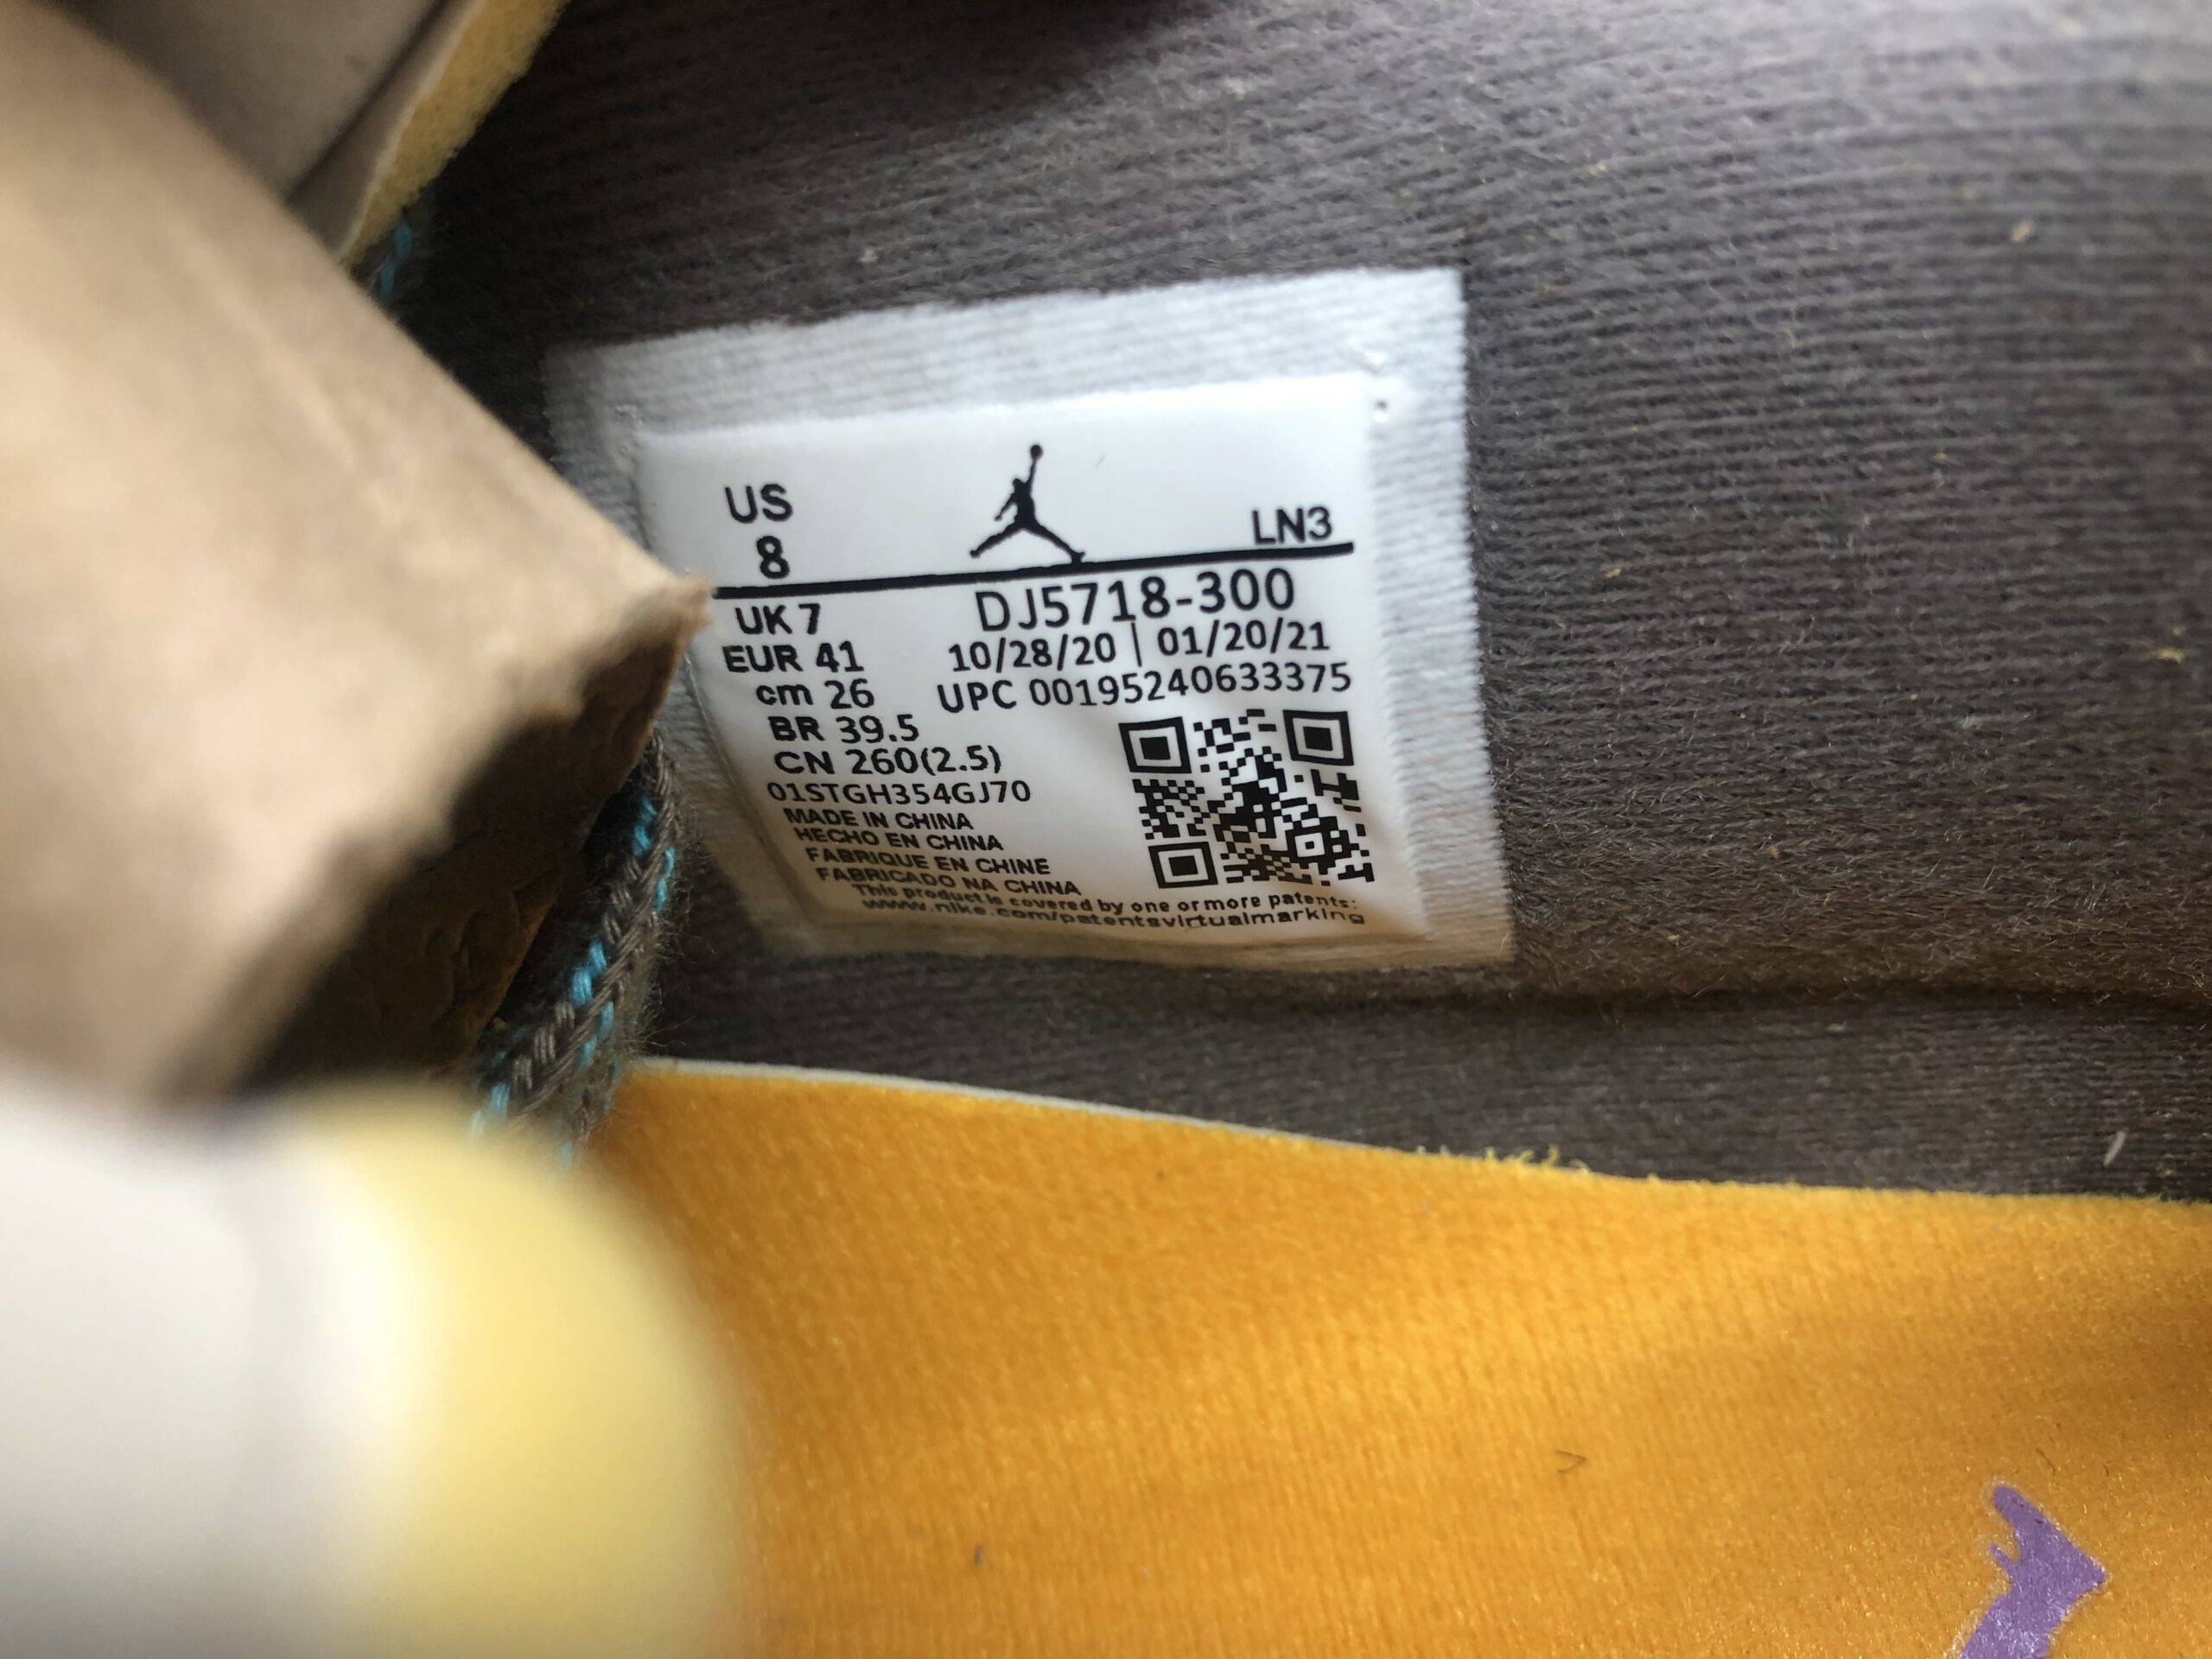 US
8
LN3
UK 7
EUR 41
cm 26
BR 39.5
CN 260(2.5)
DJ5718-300
10/28/20 | 01/20/21
UPC 00195240633375
01STGH354GJ70
MADE IN CHINA
HECHO EN CHINA
FABRIQUE EN CHINE
FABRICADO NA CHINA
This product is covered by one or more patents:
www.nike.com/patentsvirtualmarking